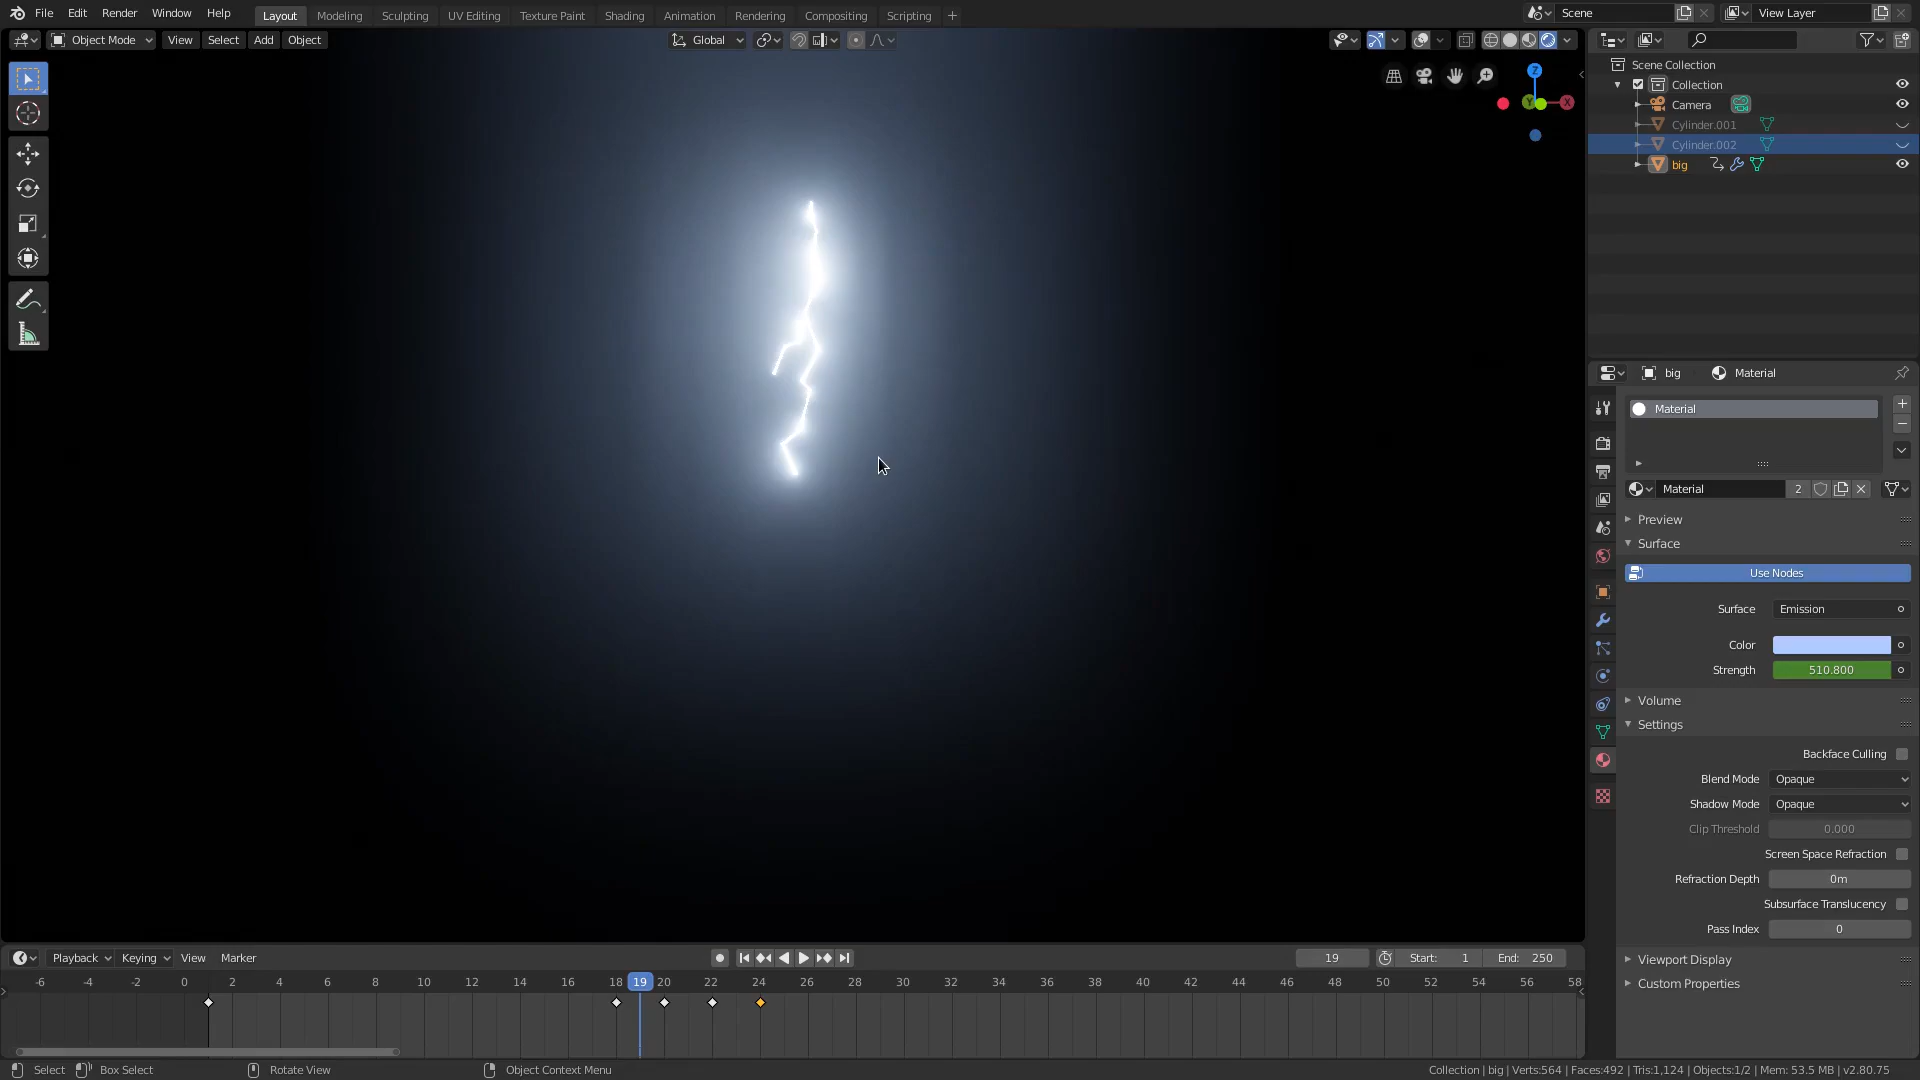 File Edit Render Window Help Layout Modeling Sculpting UV Editing Texture Paint Shading Animation Rendering Compositing Scripting + Scene View Layer
Object Mode View Select Add Object Global
Z
Y X
Scene Collection
Collection
Camera
Cylinder.001
Cylinder.002
big
big Material
Material
Material 2
Preview
Surface
Use Nodes
Surface Emission
Color
Strength 510.800
Volume
Settings
Backface Culling
Blend Mode Opaque
Shadow Mode Opaque
Clip Threshold 0.000
Screen Space Refraction
Refraction Depth 0m
Subsurface Translucency
Pass Index 0
Viewport Display
Custom Properties
Playback Keying View Marker 19 Start: 1 End: 250
-6 -4 -2 0 2 4 6 8 10 12 14 16 18 19 20 22 24 26 28 30 32 34 36 38 40 42 44 46 48 50 52 54 56 58
Select Box Select Rotate View Object Context Menu Collection | big | Verts:564 | Faces:492 | Tris:1,124 | Objects:1/2 | Mem: 53.5 MB | v2.80.75